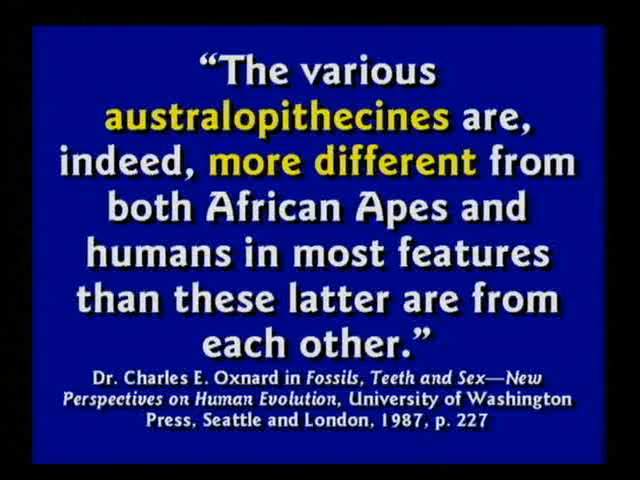 “The various
australopithecines are,
indeed, more different from
both African Apes and
humans in most features
than these latter are from
each other.”
Dr. Charles E. Oxnard in Fossils, Teeth and Sex—New
Perspectives on Human Evolution, University of Washington
Press, Seattle and London, 1987, p. 227